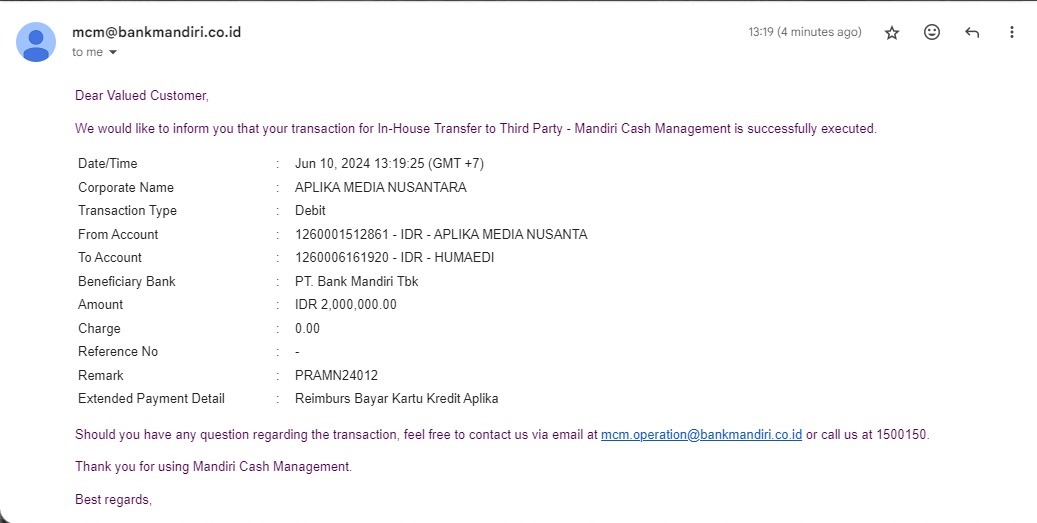 mcm@bankmandiri.co.id 13:19 (4 minutes ago)
to me
Dear Valued Customer,
We would like to inform you that your transaction for In-House Transfer to Third Party - Mandiri Cash Management is successfully executed.
Date/Time : Jun 10, 2024 13:19:25 (GMT +7)
Corporate Name : APLIKA MEDIA NUSANTARA
Transaction Type : Debit
From Account : 1260001512861 - IDR - APLIKA MEDIA NUSANTA
To Account : 1260006161920 - IDR - HUMAEDI
Beneficiary Bank : PT. Bank Mandiri Tbk
Amount : IDR 2,000,000.00
Charge : 0.00
Reference No : -
Remark : PRAMN24012
Extended Payment Detail : Reimburs Bayar Kartu Kredit Aplika
Should you have any question regarding the transaction, feel free to contact us via email at mcm.operation@bankmandiri.co.id or call us at 1500150.
Thank you for using Mandiri Cash Management.
Best regards,